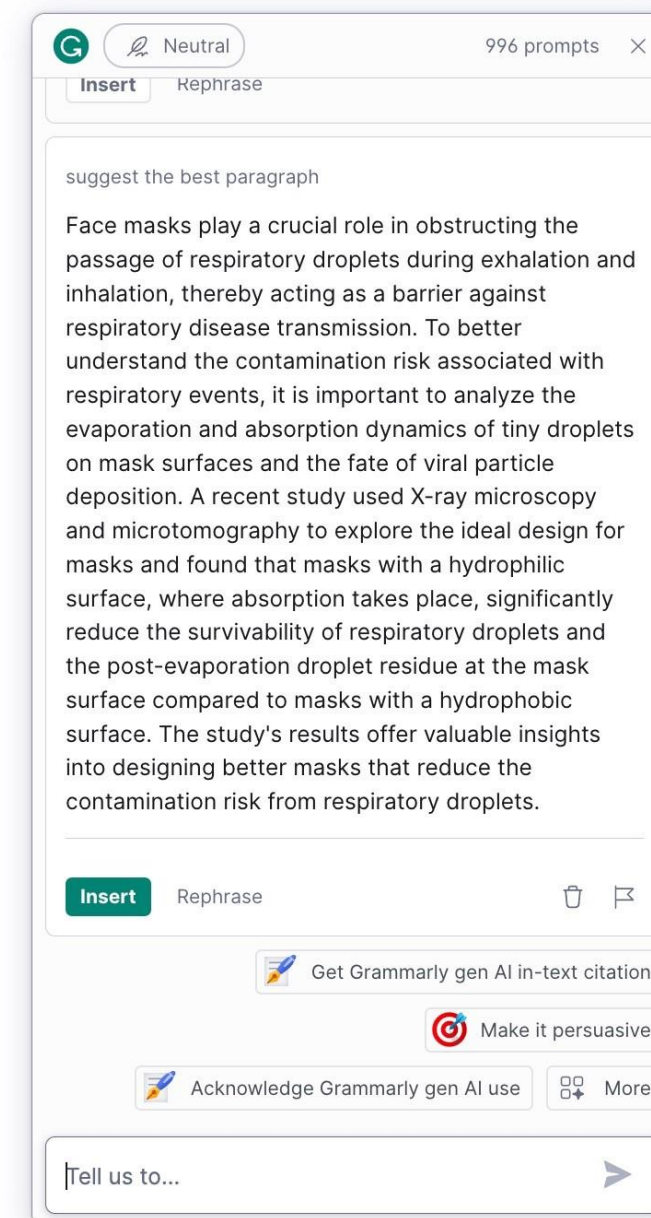 G
Neutral
996 prompts
Insert
Rephrase
suggest the best paragraph
Face masks play a crucial role in obstructing the
passage of respiratory droplets during exhalation and
inhalation, thereby acting as a barrier against
respiratory disease transmission. To better
understand the contamination risk associated with
respiratory events, it is important to analyze the
evaporation and absorption dynamics of tiny droplets
on mask surfaces and the fate of viral particle
deposition. A recent study used X-ray microscopy
and microtomography to explore the ideal design for
masks and found that masks with a hydrophilic
surface, where absorption takes place, significantly
reduce the survivability of respiratory droplets and
the post-evaporation droplet residue at the mask
surface compared to masks with a hydrophobic
surface. The study's results offer valuable insights
into designing better masks that reduce the
contamination risk from respiratory droplets.
Insert
Rephrase
Get Grammarly gen AI in-text citation
Make it persuasive
Acknowledge Grammarly gen AI use
More
Tell us to...